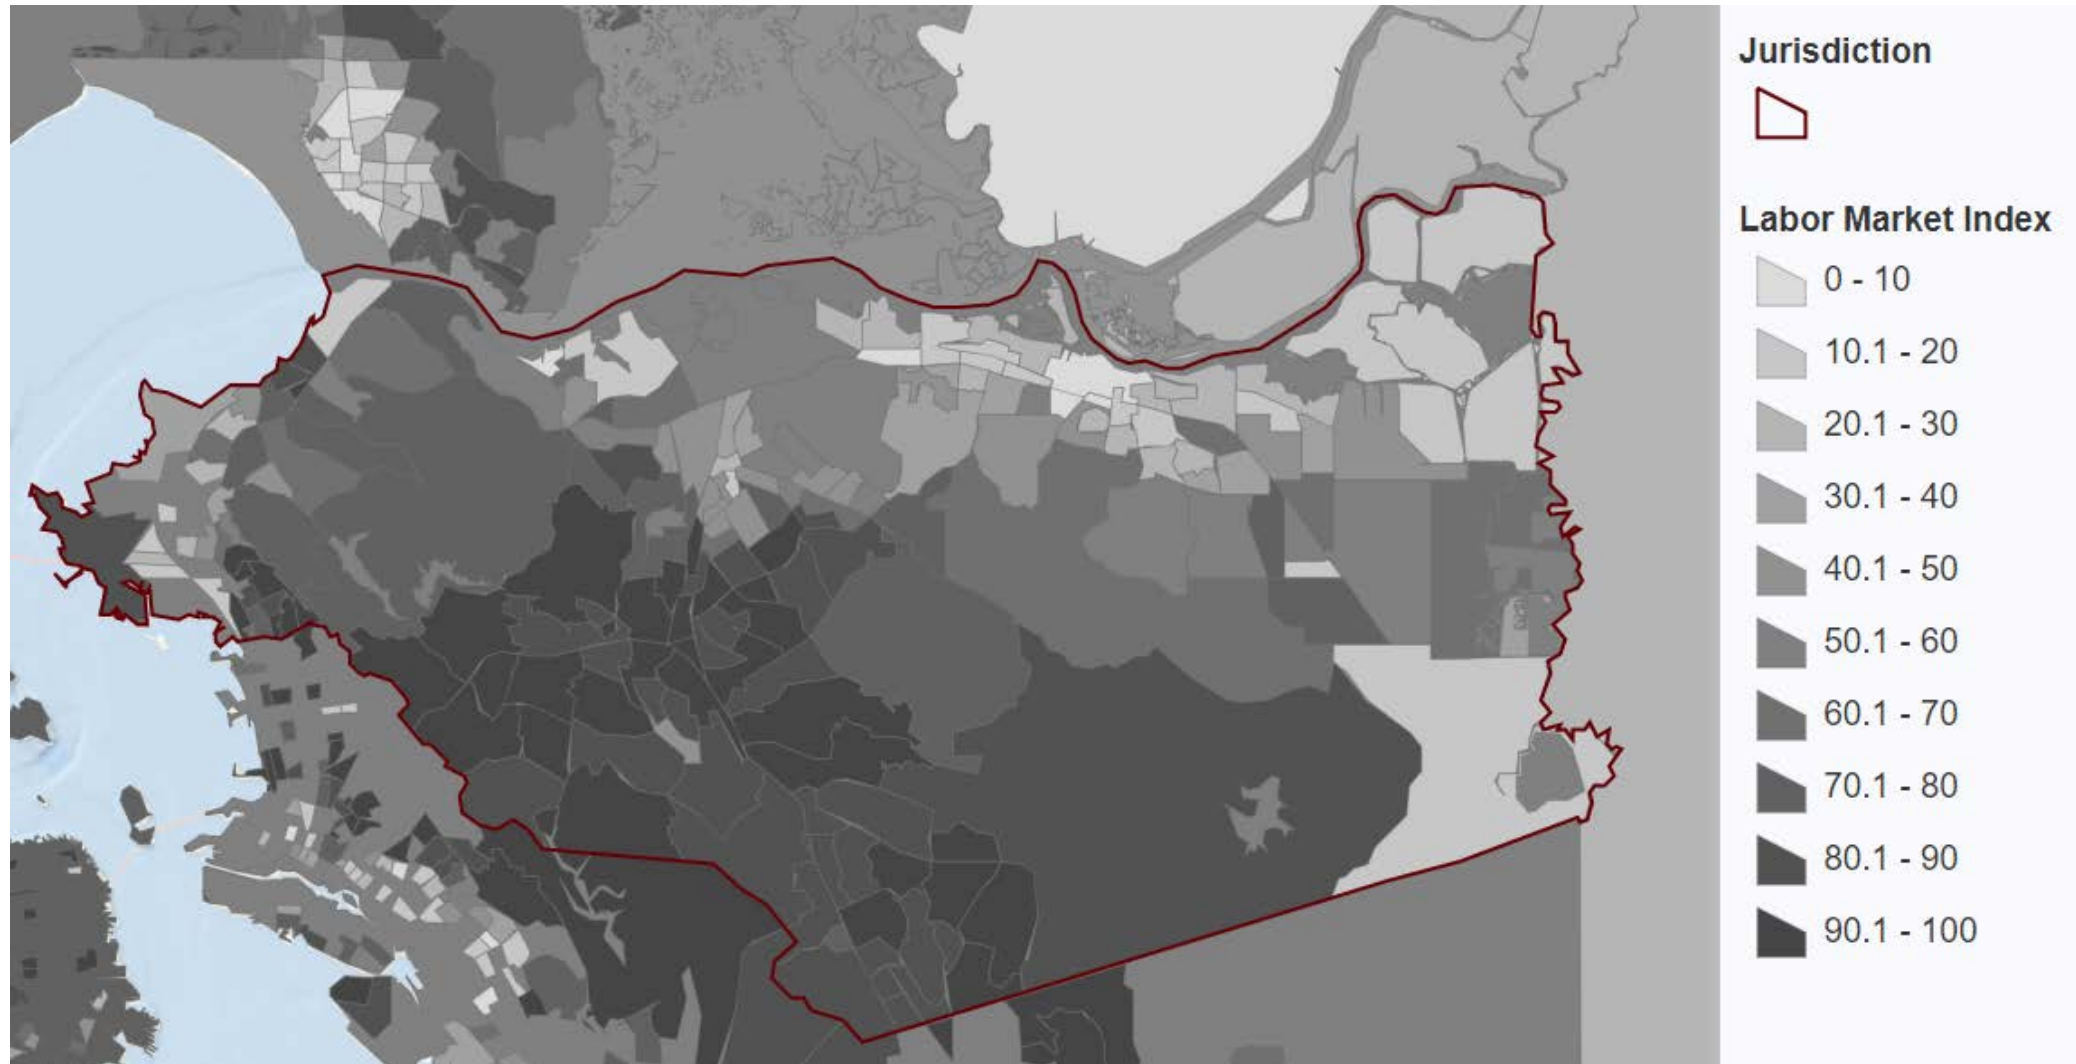 Jurisdiction
Labor Market Index
0 - 10
10.1 - 20
20.1 - 30
30.1 - 40
40.1 - 50
50.1 - 60
60.1 - 70
70.1 - 80
80.1 - 90
90.1 - 100